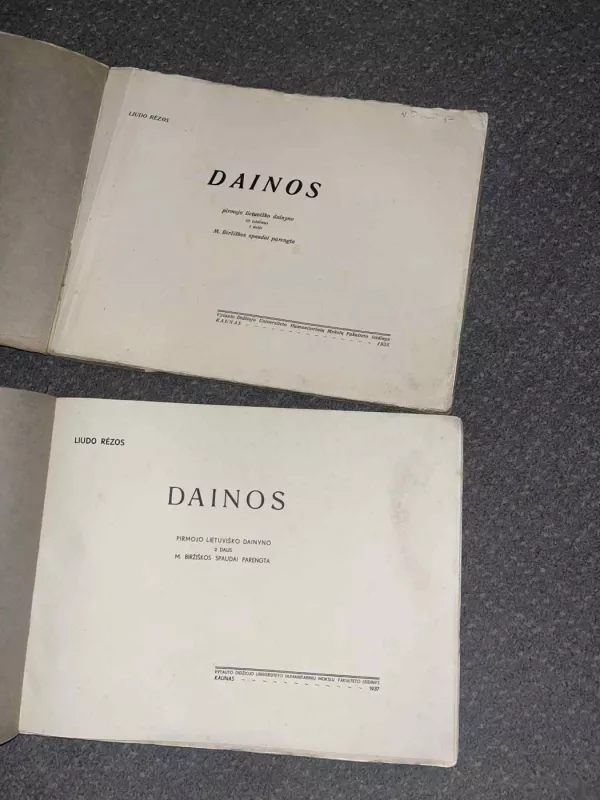 LIUDO RĖZOS
DAINOS
pirmojo lietuviško dainyno
I dalis
M. Biržiškos spaudai parengta
Vytauto Didžiojo Universiteto Humanitarinių Mokslų Fakulteto leidinys
KAUNAS – – – – – – – – – – – – – – 1935
LIUDO RĖZOS
DAINOS
PIRMOJO LIETUVIŠKO DAINYNO
2 DALIS
M. BIRŽIŠKOS SPAUDAI PARENGTA
VYTAUTO DIDŽIOJO UNIVERSITETO HUMANITARINIŲ MOKSLŲ FAKULTETO LEIDINYS
KAUNAS – – – – – – – – – – – – – – 1937